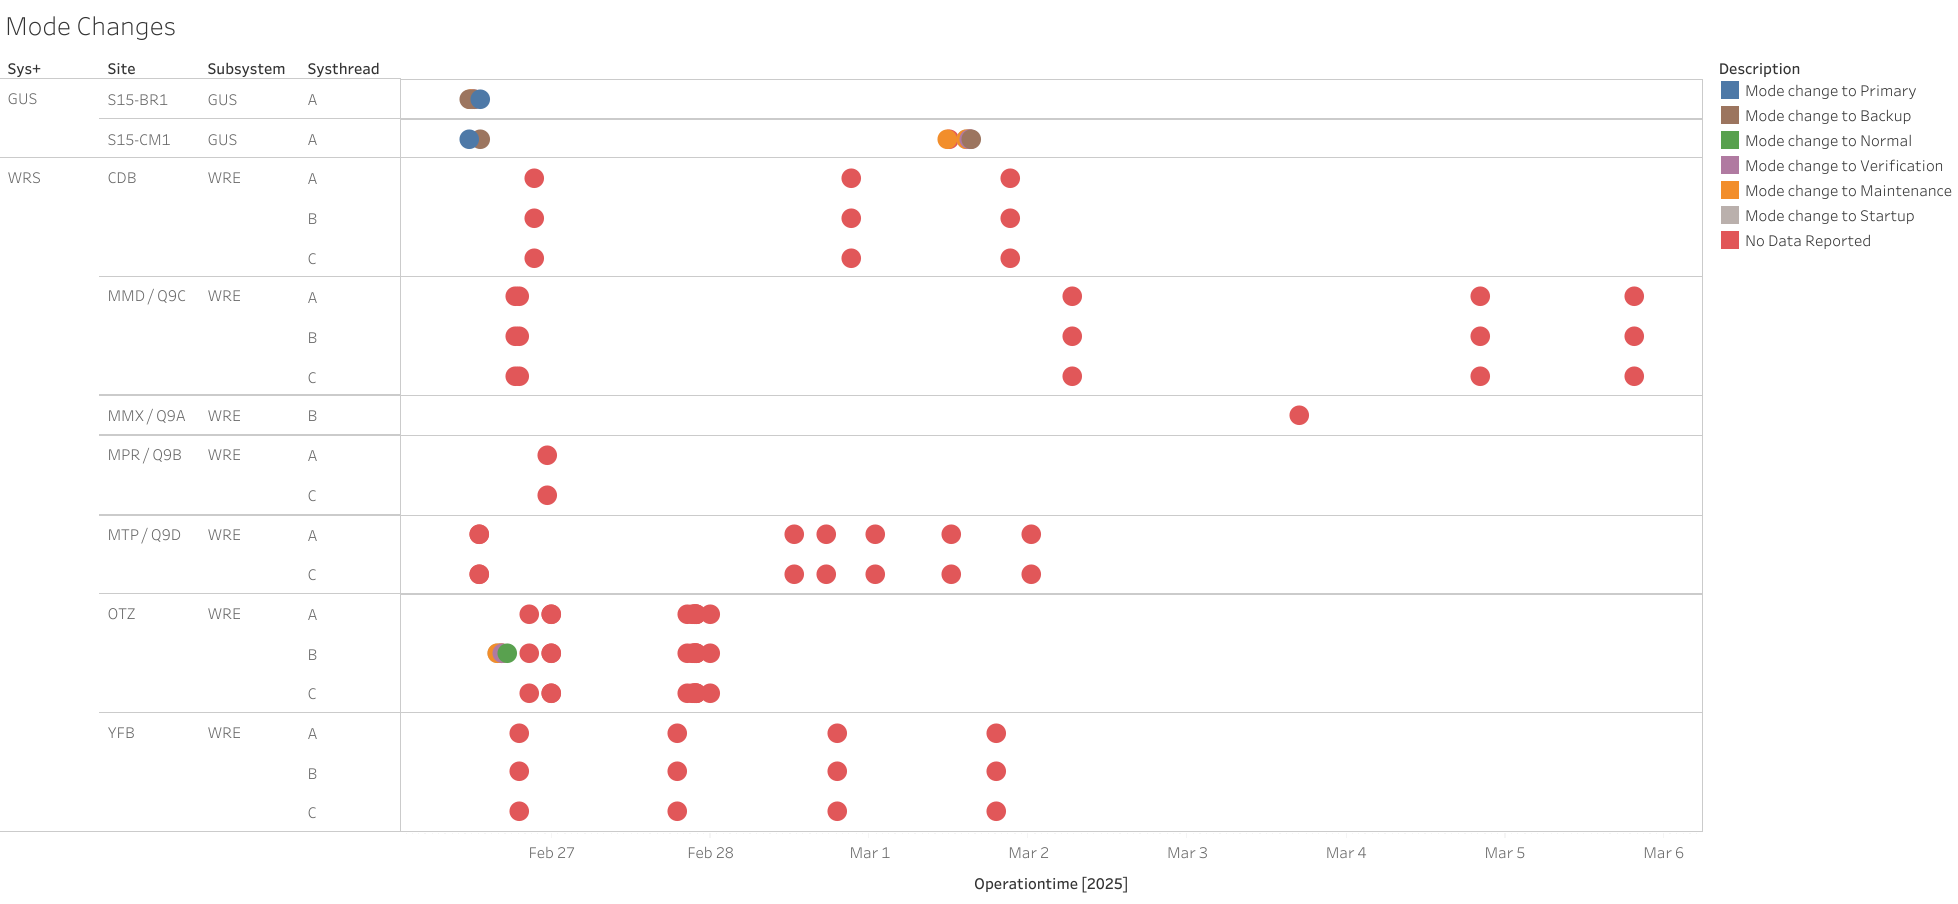 Mode Changes
Sys+ Site Subsystem Systhread
GUS S15-BR1 GUS A
S15-CM1 GUS A
WRS CDB WRE A
B
C
MMD / Q9C WRE A
B
C
MMX / Q9A WRE B
MPR / Q9B WRE A
C
MTP / Q9D WRE A
C
OTZ WRE A
B
C
YFB WRE A
B
C
Feb 27 Feb 28 Mar 1 Mar 2 Mar 3 Mar 4 Mar 5 Mar 6
Operationtime [2025]
Description
Mode change to Primary
Mode change to Backup
Mode change to Normal
Mode change to Verification
Mode change to Maintenance
Mode change to Startup
No Data Reported